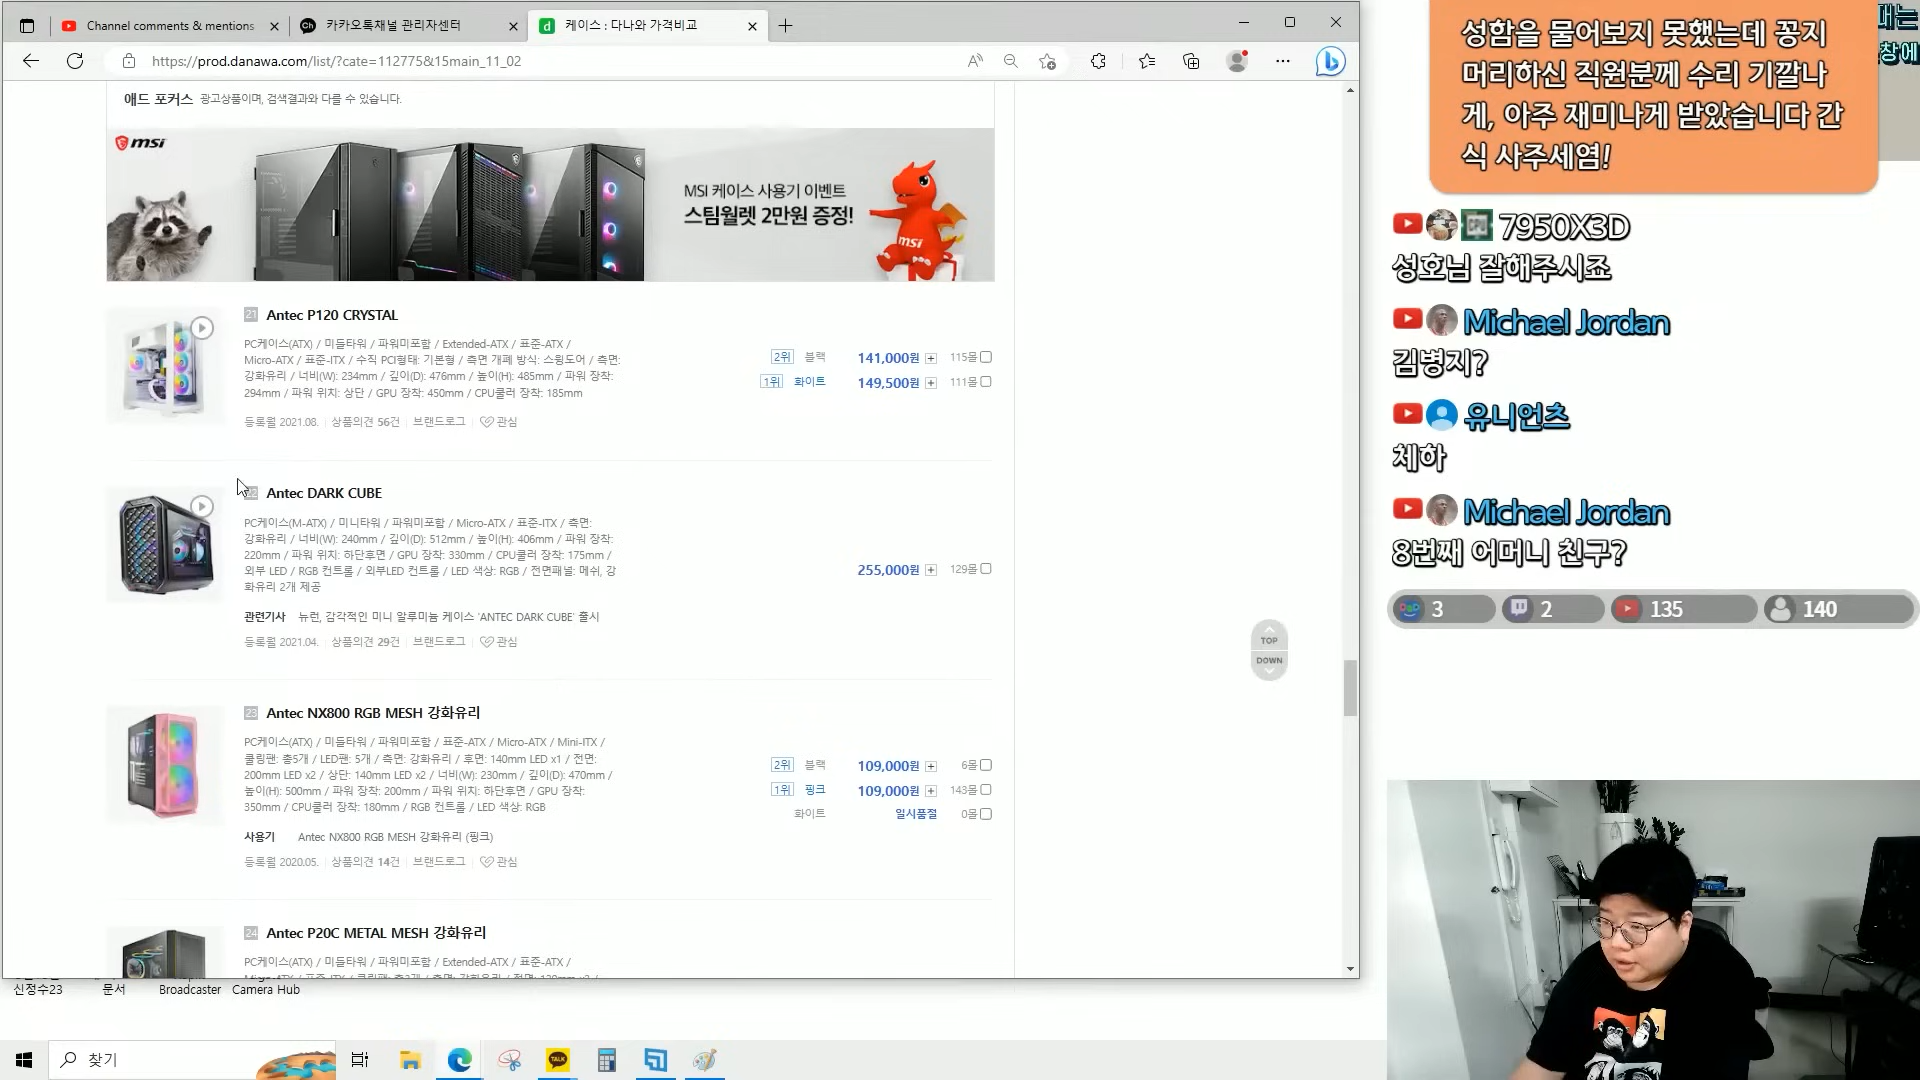 Channel comments & mentions
카카오톡채널 관리자센터
케이스 : 다나와 가격비교
https://prod.danawa.com/list/?cate=112775&15main_11_02
애드 포커스 광고상품이며, 검색결과와 다를 수 있습니다.
msi
MSI 케이스 사용기 이벤트
스팀월렛 2만원 증정!
msi
21 Antec P120 CRYSTAL
PC케이스(ATX) / 미들타워 / 파워미포함 / Extended-ATX / 표준-ATX /
Micro-ATX / 표준-ITX / 수직 PCI형태: 기본형 / 측면 개폐 방식: 스윙도어 / 측면:
강화유리 / 너비(W): 234mm / 깊이(D): 476mm / 높이(H): 485mm / 파워 장착:
294mm / 파워 위치: 상단 / GPU 장착: 450mm / CPU쿨러 장착: 185mm
2위 블랙 141,000원 115몰
1위 화이트 149,500원 111몰
등록월 2021.08. 상품의견 56건 브랜드로그 관심
Antec DARK CUBE
PC케이스(M-ATX) / 미니타워 / 파워미포함 / Micro-ATX / 표준-ITX / 측면:
강화유리 / 너비(W): 240mm / 깊이(D): 512mm / 높이(H): 406mm / 파워 장착:
220mm / 파워 위치: 하단후면 / GPU 장착: 330mm / CPU쿨러 장착: 175mm /
외부 LED / RGB 컨트롤 / 외부LED 컨트롤 / LED 색상: RGB / 전면패널: 메쉬, 강
화유리 2개 제공
255,000원 129몰
관련기사 뉴런, 감각적인 미니 알루미늄 케이스 'ANTEC DARK CUBE' 출시
등록월 2021.04. 상품의견 29건 브랜드로그 관심
23 Antec NX800 RGB MESH 강화유리
PC케이스(ATX) / 미들타워 / 파워미포함 / 표준-ATX / Micro-ATX / Mini-ITX /
쿨링팬: 총5개 / LED팬: 5개 / 측면: 강화유리 / 후면: 140mm LED x1 / 전면:
200mm LED x2 / 상단: 140mm LED x2 / 너비(W): 230mm / 깊이(D): 470mm /
높이(H): 500mm / 파워 장착: 200mm / 파워 위치: 하단후면 / GPU 장착:
350mm / CPU쿨러 장착: 180mm / RGB 컨트롤 / LED 색상: RGB
2위 블랙 109,000원 6몰
1위 핑크 109,000원 143몰
화이트 일시품절 0몰
사용기 Antec NX800 RGB MESH 강화유리 (핑크)
등록월 2020.05. 상품의견 14건 브랜드로그 관심
24 Antec P20C METAL MESH 강화유리
PC케이스(ATX) / 미들타워 / 파워미포함 / Extended-ATX / 표준-ATX /
TOP
DOWN
신정수23
문서
Broadcaster
Camera Hub
찾기
TALK
성함을 물어보지 못했는데 꽁지
머리하신 직원분께 수리 기깔나
게, 아주 재미나게 받았습니다 간
식 사주세염!
창에
7950X3D
성호님 잘해주시죠
Michael Jordan
김병지?
유니언츠
체하
Michael Jordan
8번째 어머니 친구?
3
2
135
140